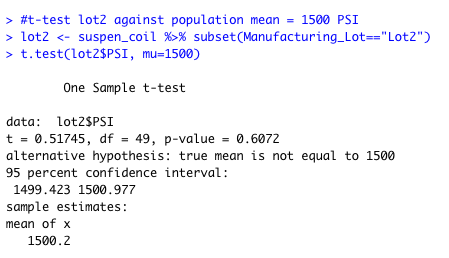 > #t-test lot2 against population mean = 1500 PSI
> lot2 <- suspen_coil %>% subset(Manufacturing_Lot=="Lot2")
> t.test(lot2$PSI, mu=1500)
One Sample t-test
data:  lot2$PSI
t = 0.51745, df = 49, p-value = 0.6072
alternative hypothesis: true mean is not equal to 1500
95 percent confidence interval:
1499.423 1500.977
sample estimates:
mean of x
1500.2